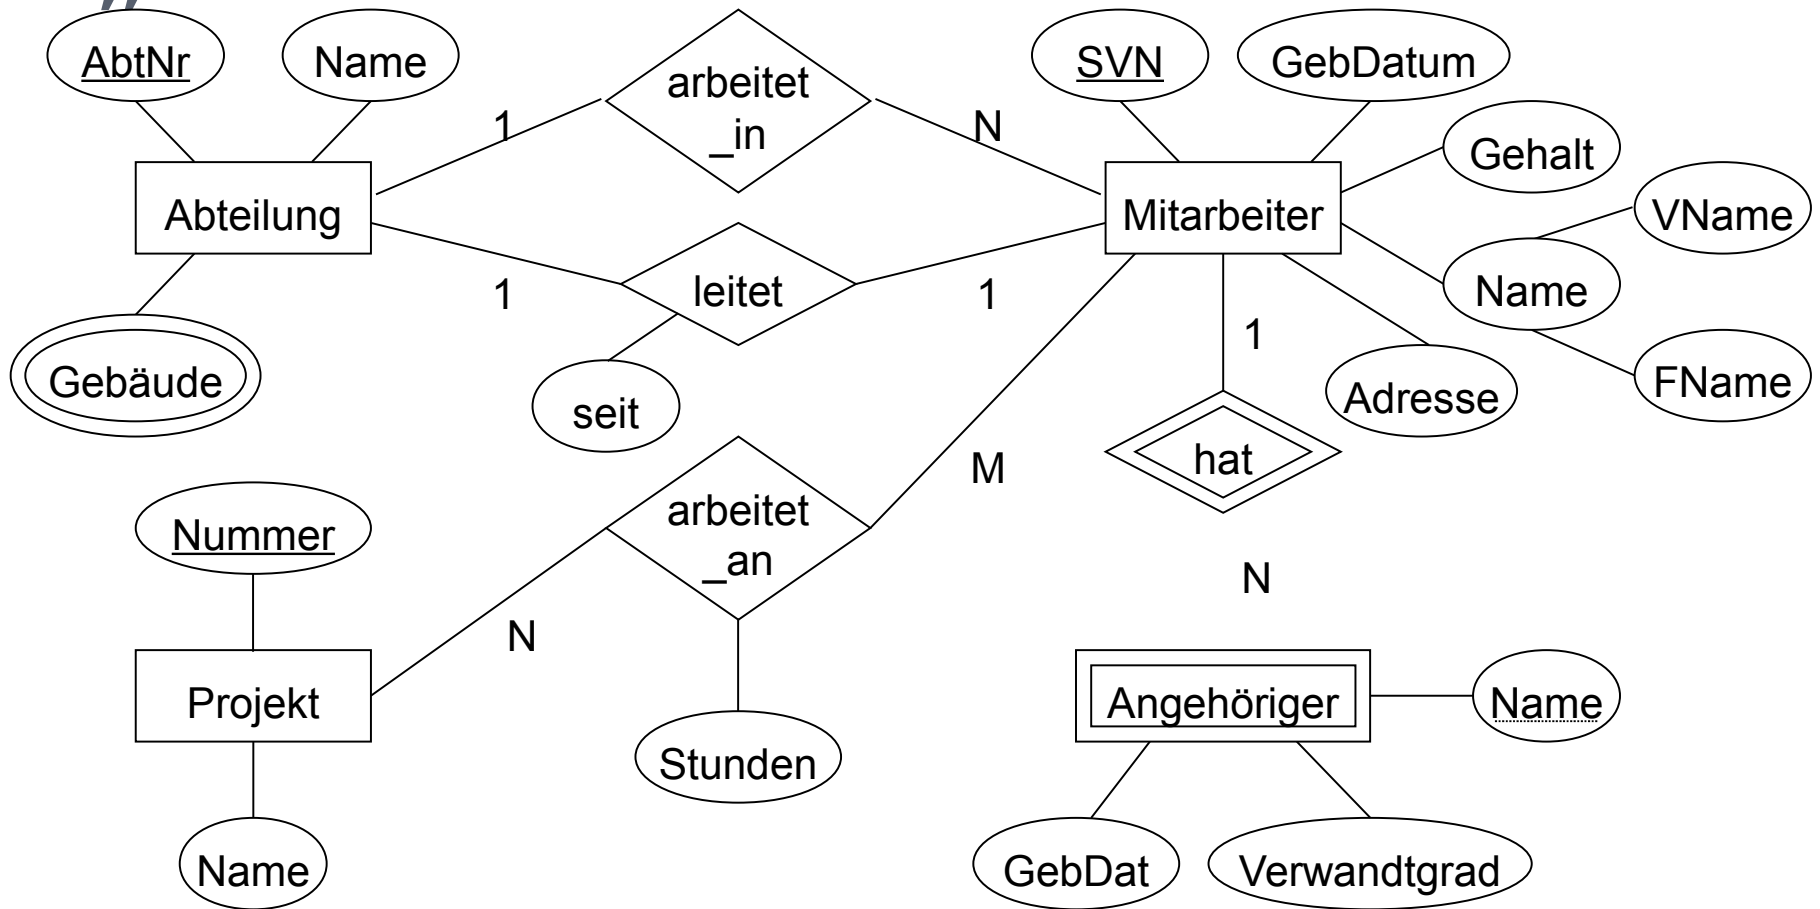 AbtNr
Name
arbeitet
_in
SVN
GebDatum
1
N
Gehalt
Abteilung
Mitarbeiter
VName
1
leitet
1
Name
1
Gebäude
seit
Adresse
FName
hat
M
arbeitet
_an
Nummer
N
N
Projekt
Angehöriger
Name
Stunden
Name
GebDat
Verwandtgrad